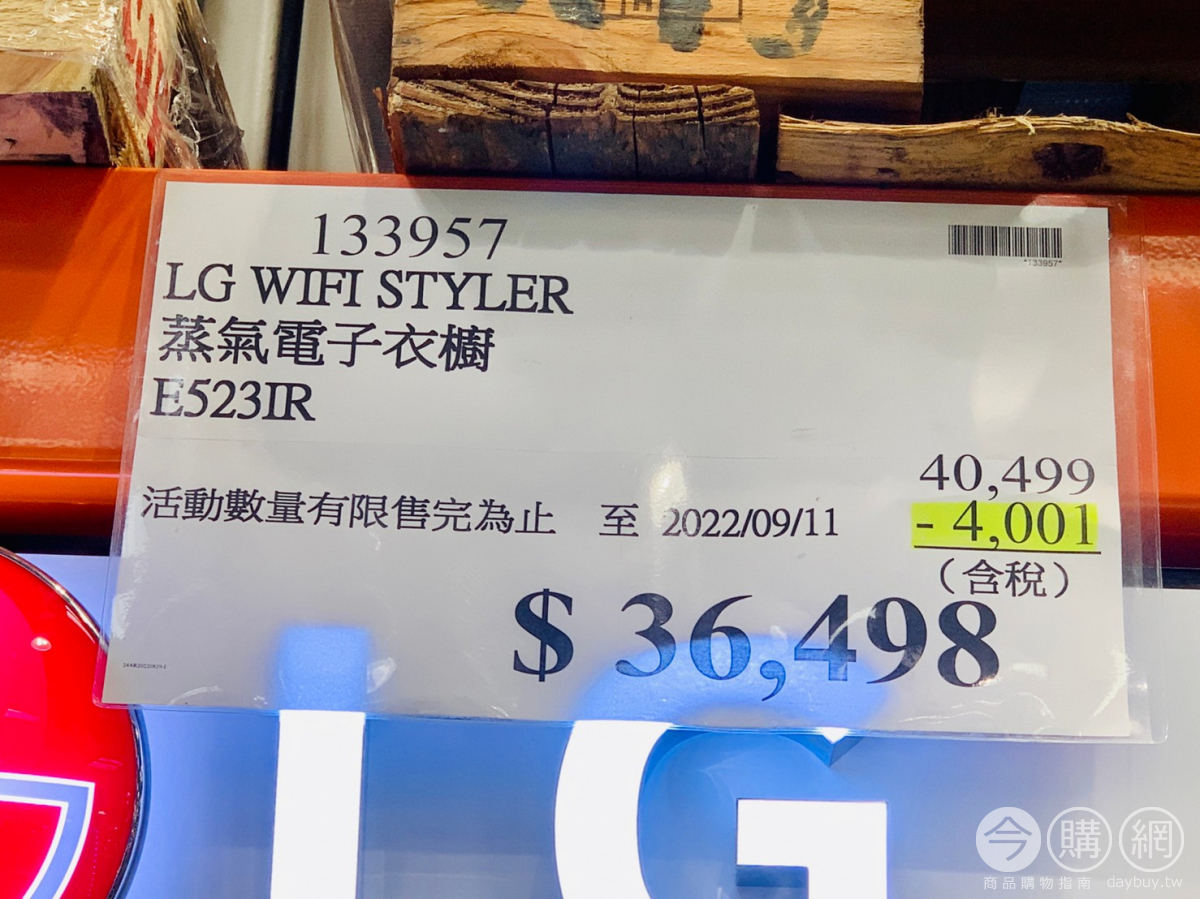 133957
LG WIFI STYLER
蒸氣電子衣櫥
E523IR
*133957*
40,499
活動數量有限售完為止 至 2022/09/11
- 4,001
(含稅)
$ 36,498
LG
今購網
商品購物指南 daybuy.tw